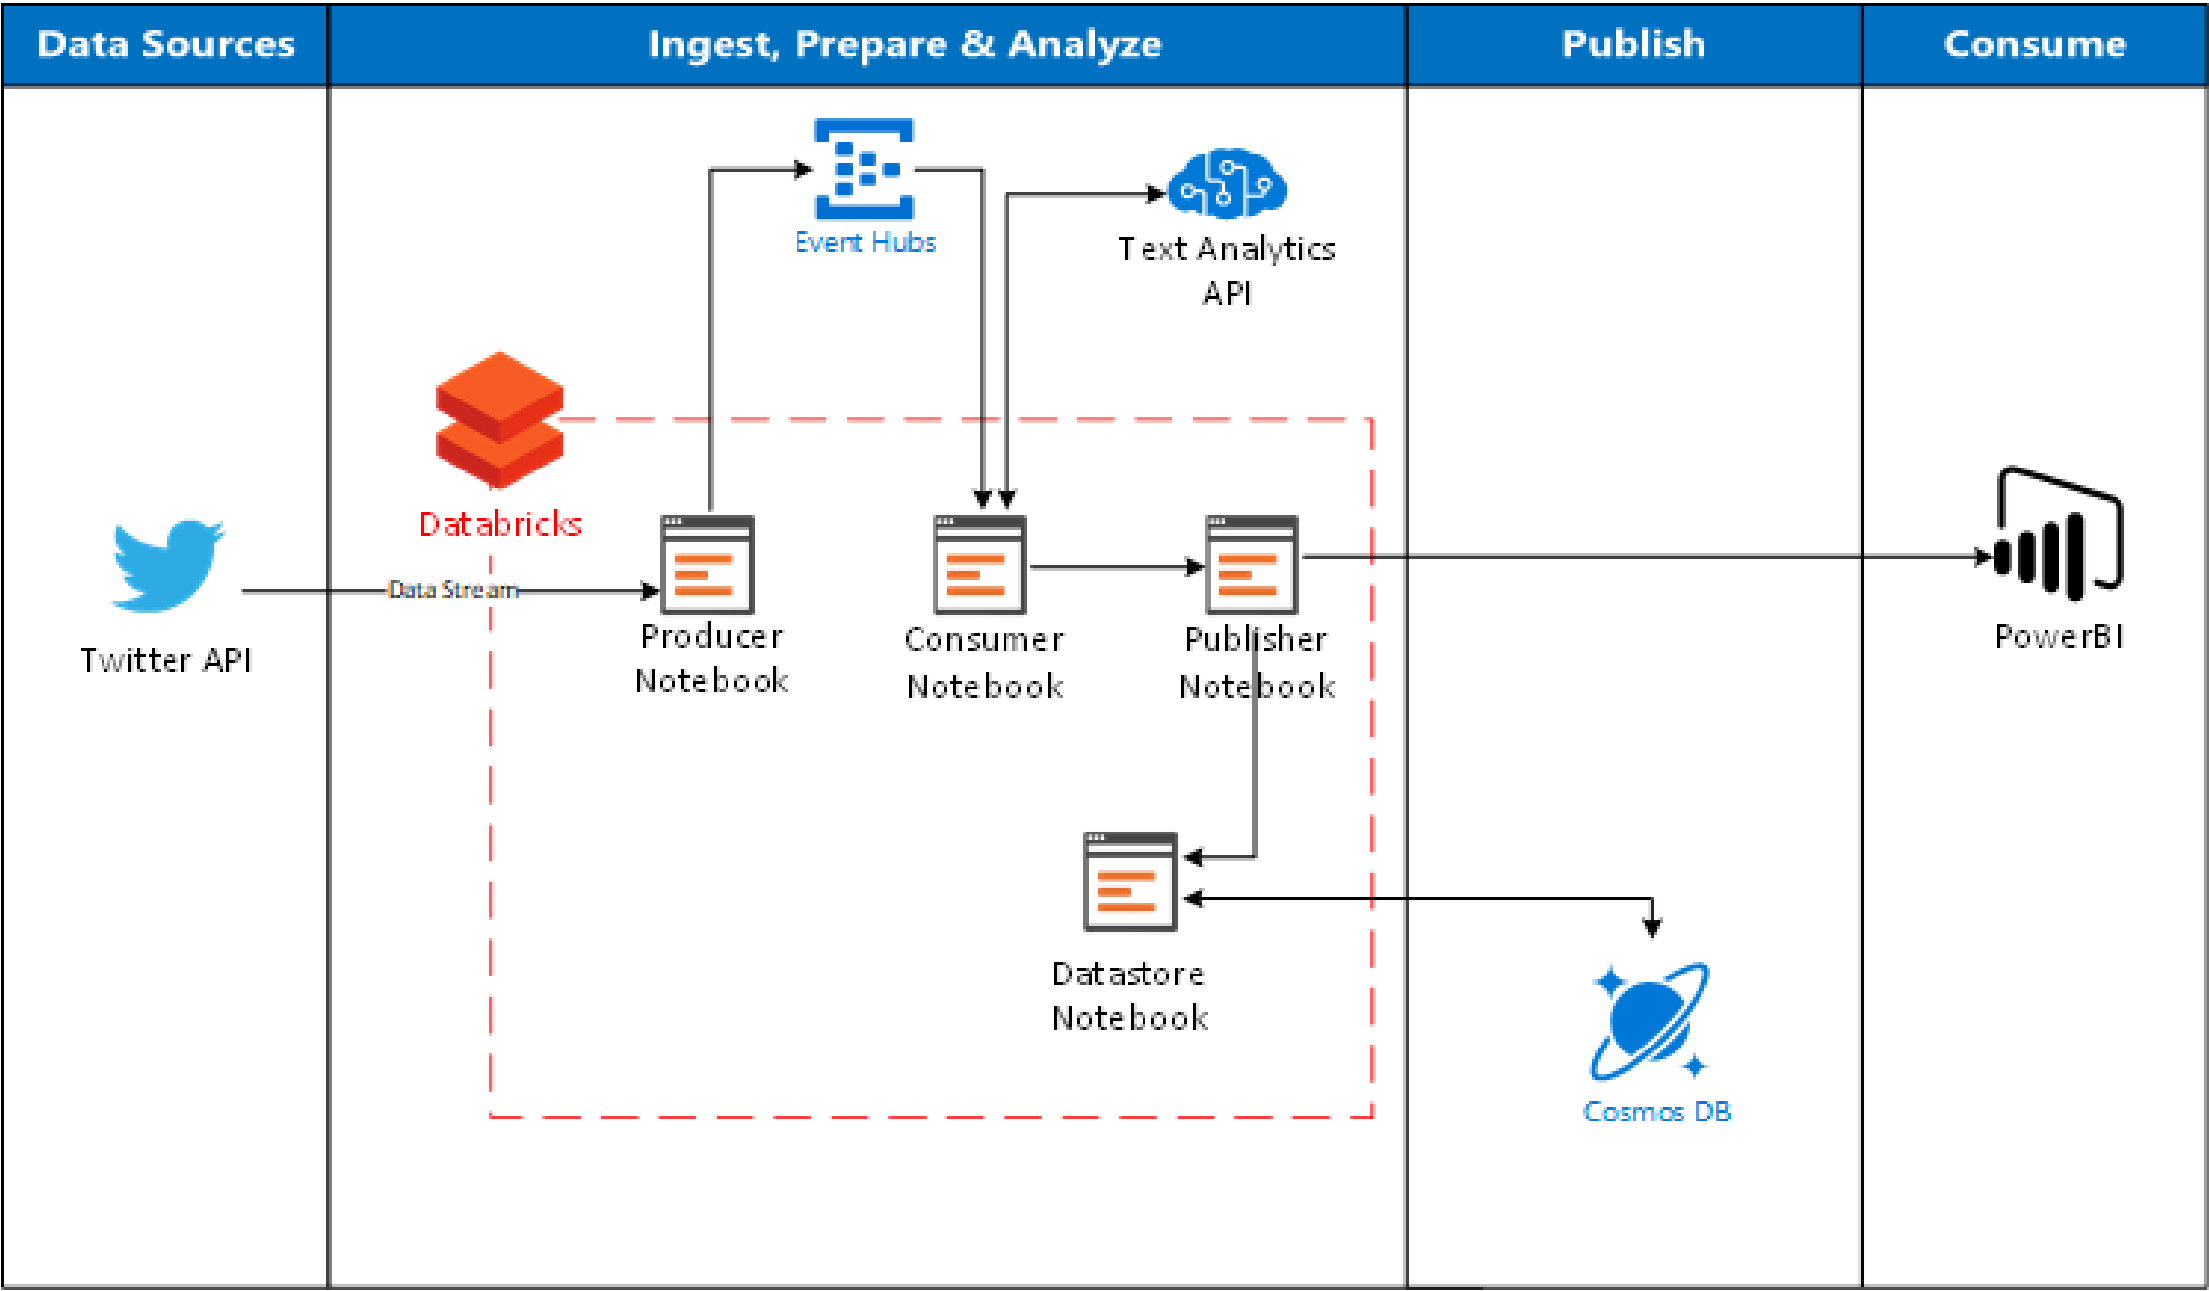 Data Sources
Ingest, Prepare & Analyze
Publish
Consume
Event Hubs
Text Analytics
API
Databricks
Data Stream
Twitter API
Producer
Notebook
Consumer
Notebook
Publisher
Notebook
PowerBI
Datastore
Notebook
Cosmos DB